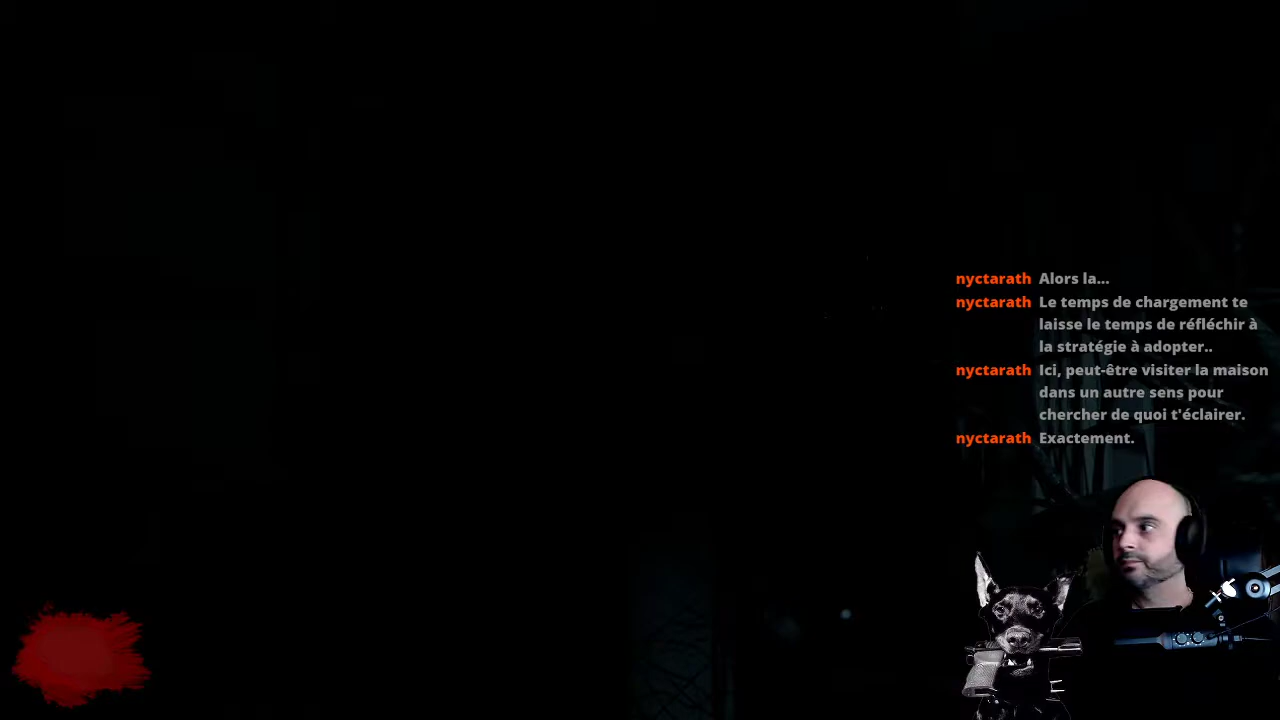 nyctarath Alors la...
nyctarath Le temps de chargement te
laisse le temps de réfléchir à
la stratégie à adopter..
nyctarath Ici, peut-être visiter la maison
dans un autre sens pour
chercher de quoi t'éclairer.
nyctarath Exactement.